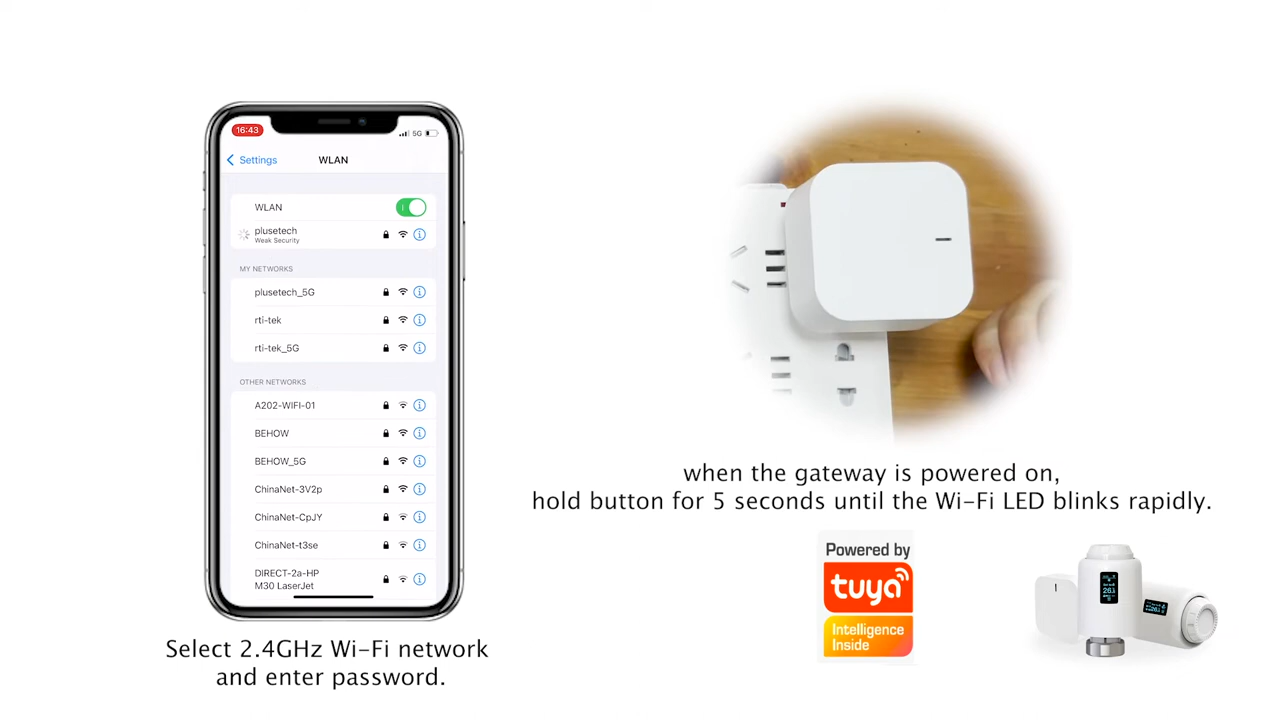 16:43
5G
Settings
WLAN
WLAN
plusetech
Weak Security
MY NETWORKS
plusetech_5G
rti-tek
rti-tek_5G
OTHER NETWORKS
A202-WIFI-01
BEHOW
BEHOW_5G
ChinaNet-3V2p
ChinaNet-CpJY
ChinaNet-t3se
DIRECT-2a-HP
M30 LaserJet
Select 2.4GHz Wi-Fi network
and enter password.
when the gateway is powered on,
hold button for 5 seconds until the Wi-Fi LED blinks rapidly.
Powered by
tuya
Intelligence
Inside